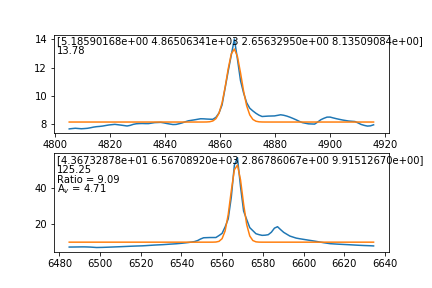 14
[5.18590168e+00 4.86506341e+03 2.65632950e+00 8.13509084e+00]
13.78
12
10
8
4800 4820 4840 4860 4880 4900 4920
[4.36732878e+01 6.56708920e+03 2.86786067e+00 9.91512670e+00]
125.25
Ratio = 9.09
Aᵥ = 4.71
40
20
6480 6500 6520 6540 6560 6580 6600 6620 6640